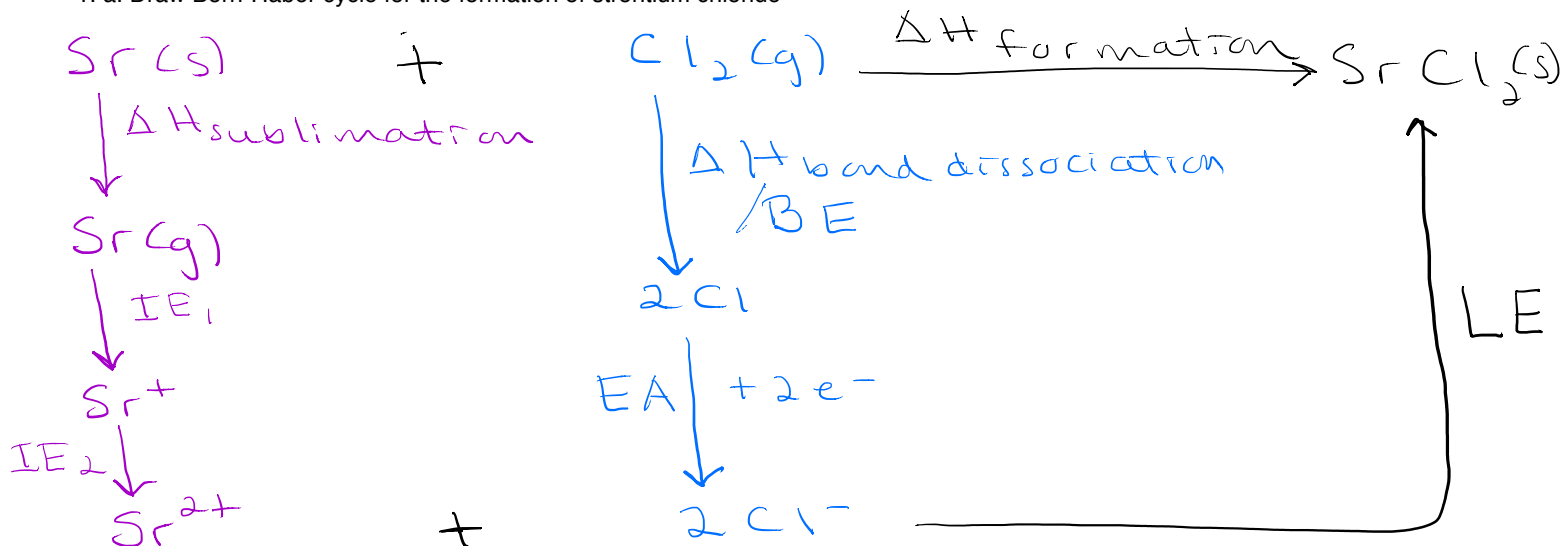 1. a. Draw Born-Haber cycle for the formation of strontium chloride
Sr(s) + Cl₂(g) ΔH formation SrCl₂(s)
ΔH sublimation
ΔH bond dissociation
/BE
Sr(g)
IE₁
2Cl
LE
Sr⁺
EA +2e⁻
IE₂
Sr²⁺ + 2Cl⁻